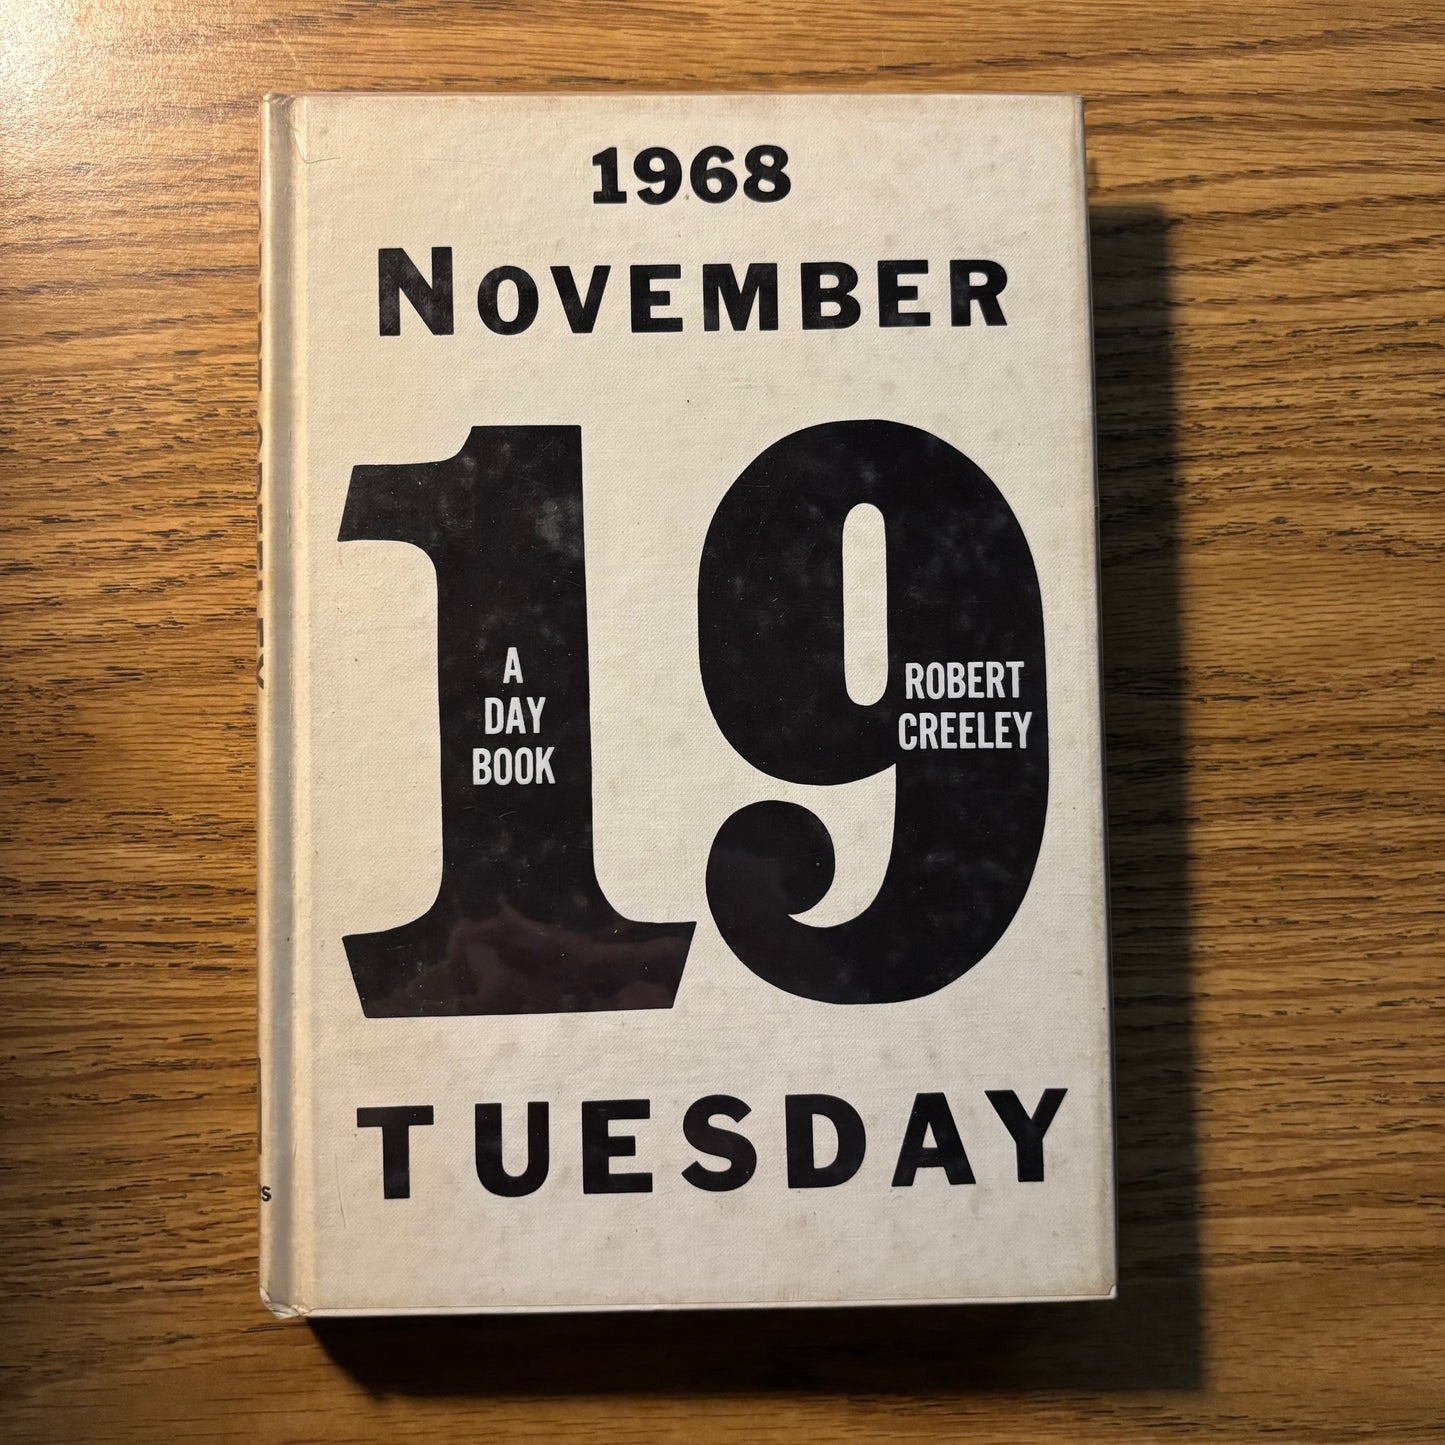 1968
NOVEMBER
19
A
DAY
BOOK
ROBERT
CREELEY
TUESDAY